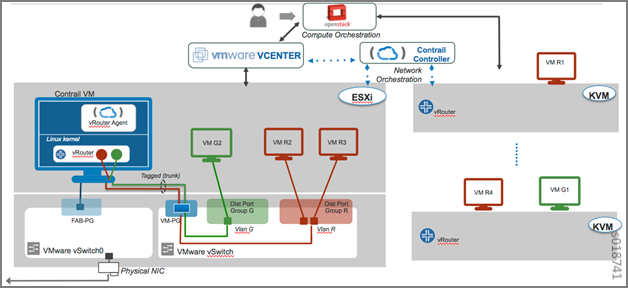 openstack
Compute Orchestration
vmware VCENTER
Contrail
Controller
Network
Orchestration
VM R1
Contrail VM
ESXi
KVM
vRouter
vRouter Agent
Linux kernel
vRouter
VM G2
VM R2
VM R3
Tagged (trunk)
VM R4
VM G1
FAB-PG
VM-PG
Dist Port
Group G
Dist Port
Group R
Vlan G
Vlan R
vRouter
KVM
VMware vSwitch0
VMware vSwitch
Physical NIC
s018741